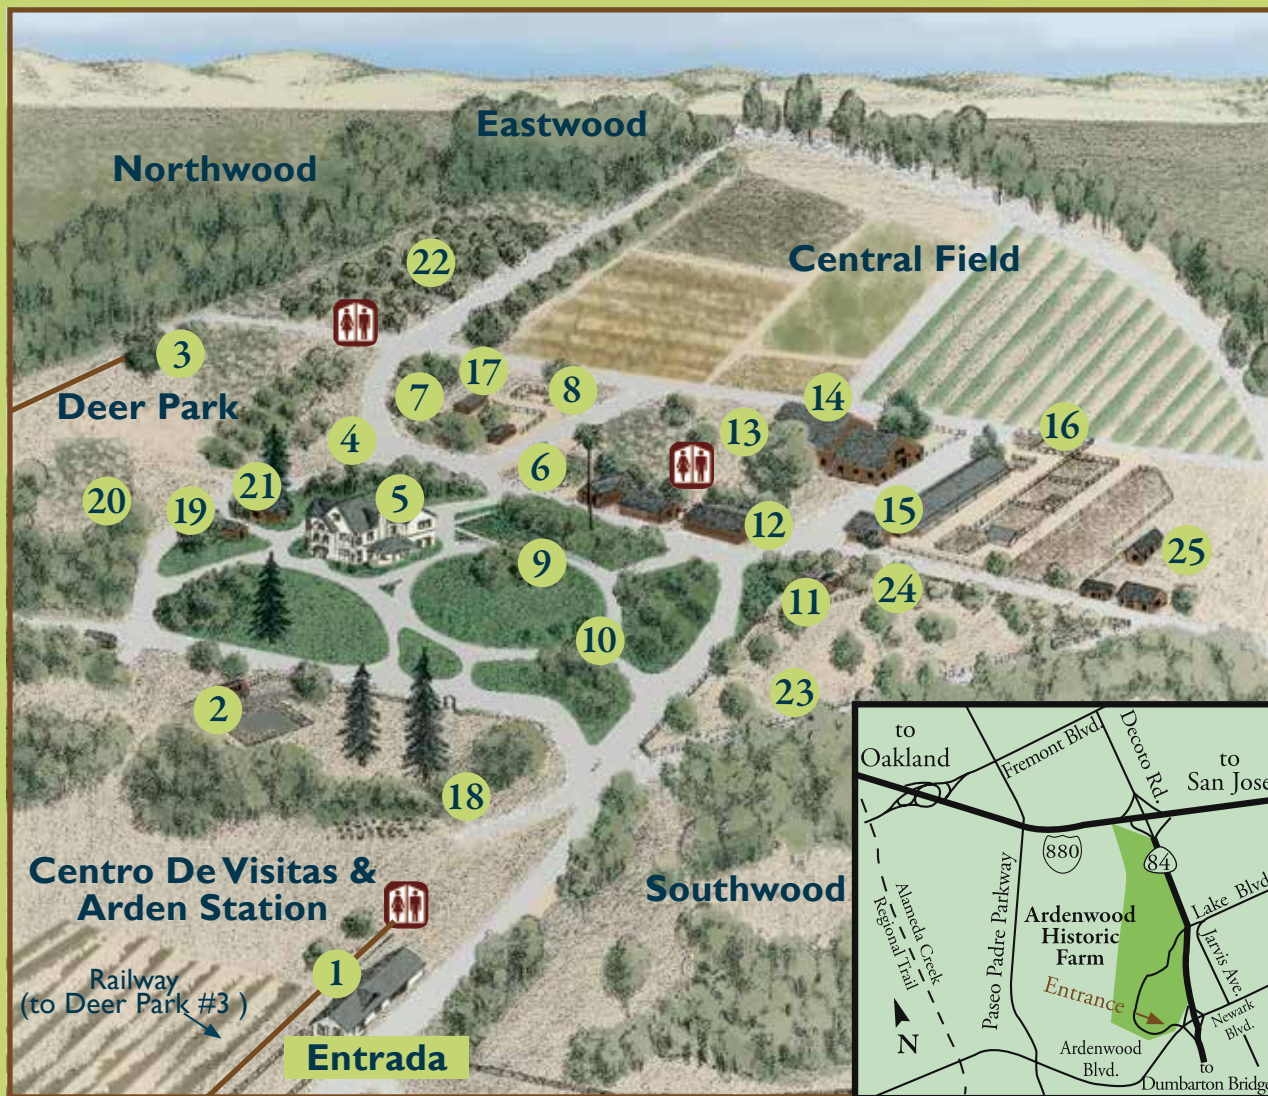 Eastwood
Northwood
Central Field
22
3
Deer Park
17
7
8
14
4
13
16
6
20
19
21
5
12
15
25
9
11
24
10
23
2
18
Centro De Visitas &
Arden Station
1
Railway
(to Deer Park #3 )
Entrada
Southwood
to
Oakland
Fremont Blvd.
Decoto Rd.
to
San Jose
880
84
Alameda Creek
Regional Trail
Paseo Padre Parkway
Ardenwood
Historic
Farm
Lake Blvd
Jarvis Ave.
Entrance
Newark
Blvd.
N
Ardenwood
Blvd.
to
Dumbarton Bridge